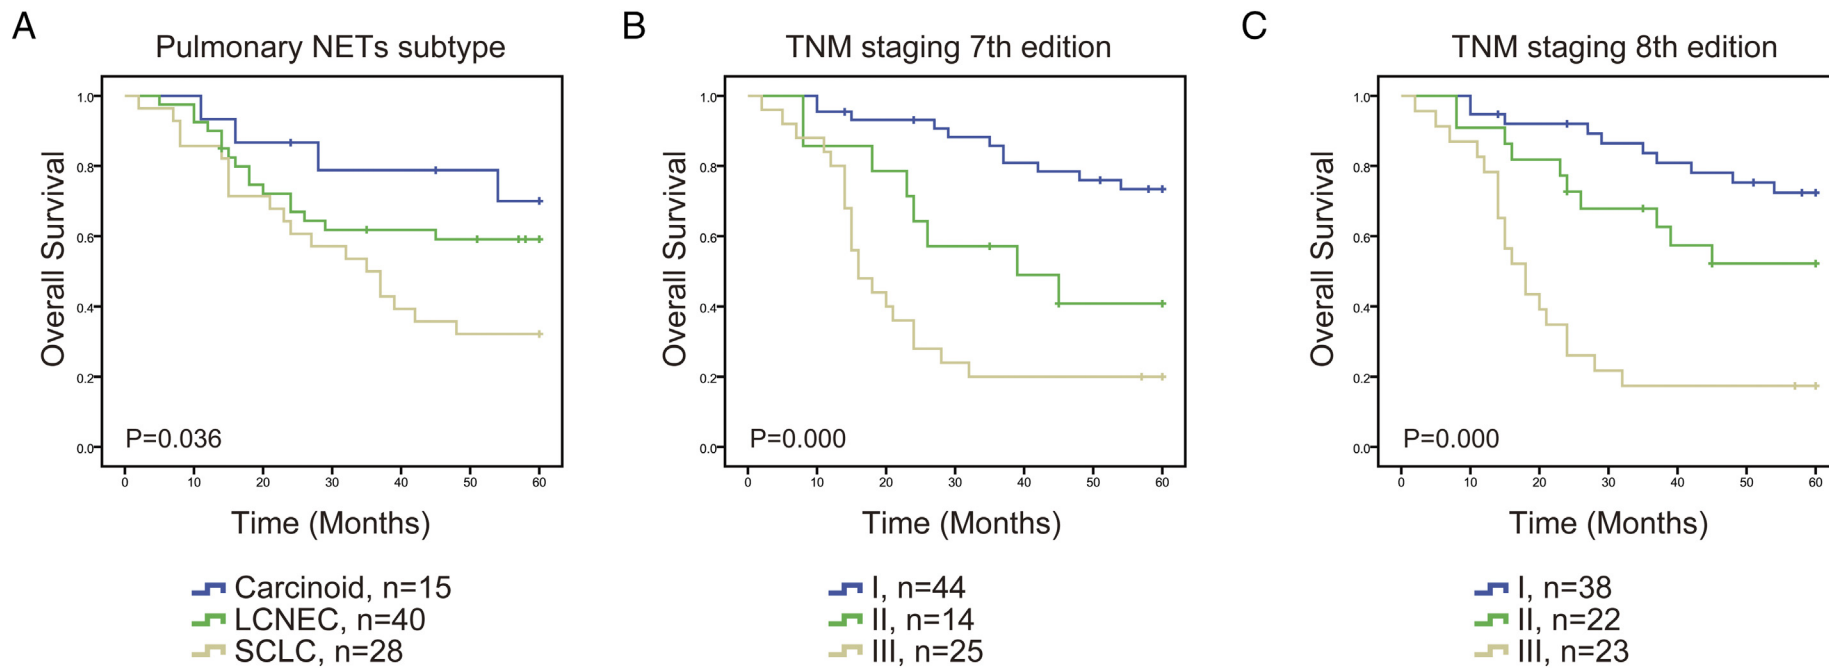 A
Pulmonary NETs subtype
Overall Survival
1.0
0.8
0.6
0.4
0.2
0.0
P=0.036
0 10 20 30 40 50 60
Time (Months)
Carcinoid, n=15
LCNEC, n=40
SCLC, n=28
B
TNM staging 7th edition
Overall Survival
1.0
0.8
0.6
0.4
0.2
0.0
P=0.000
0 10 20 30 40 50 60
Time (Months)
I, n=44
II, n=14
III, n=25
C
TNM staging 8th edition
Overall Survival
1.0
0.8
0.6
0.4
0.2
0.0
P=0.000
0 10 20 30 40 50 60
Time (Months)
I, n=38
II, n=22
III, n=23